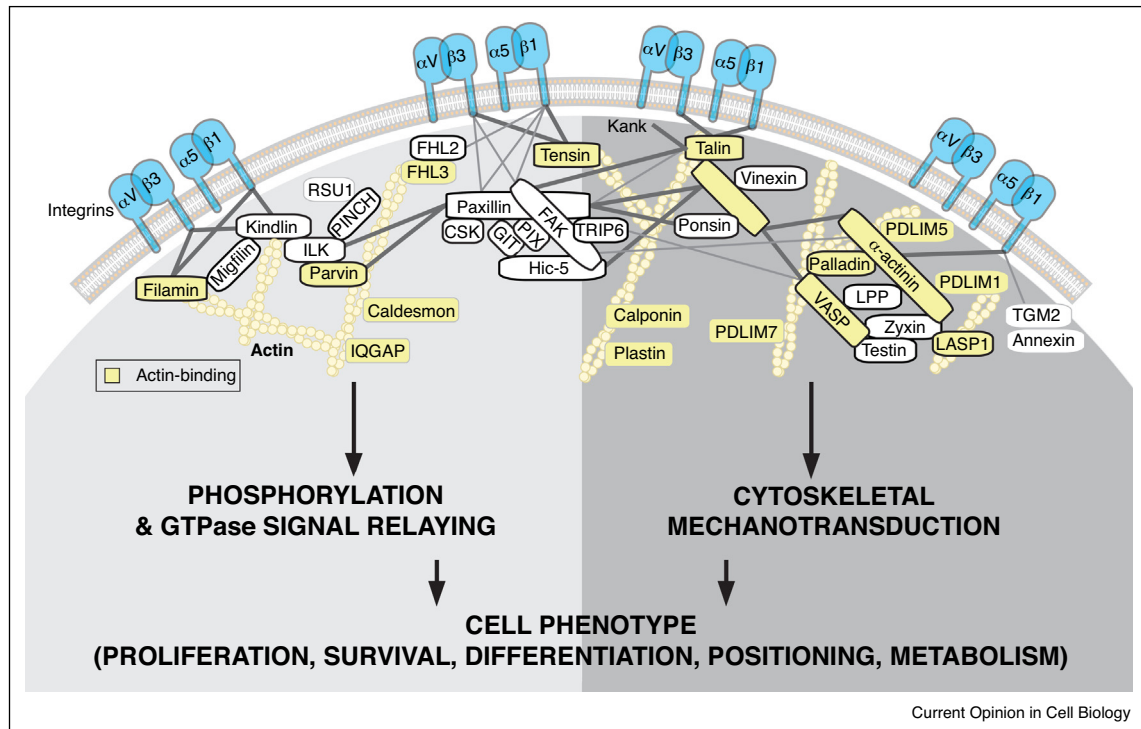 αV β3 α5 β1
αV β3 α5 β1
αV β3 α5 β1
αV β3 α5 β1
Integrins
Kank
Talin
Tensin
FHL2
FHL3
Vinexin
RSU1
PINCH
Kindlin
ILK
Parvin
Migfilin
Filamin
Paxillin
FAK
CSK
GIT
PIX
TRIP6
Hic-5
Ponsin
PDLIM5
Palladin
α-actinin
PDLIM1
VASP
LPP
Zyxin
Testin
LASP1
TGM2
Annexin
Caldesmon
Calponin
PDLIM7
Actin
IQGAP
Plastin
Actin-binding
PHOSPHORYLATION
& GTPase SIGNAL RELAYING
CYTOSKELETAL
MECHANOTRANSDUCTION
CELL PHENOTYPE
(PROLIFERATION, SURVIVAL, DIFFERENTIATION, POSITIONING, METABOLISM)
Current Opinion in Cell Biology